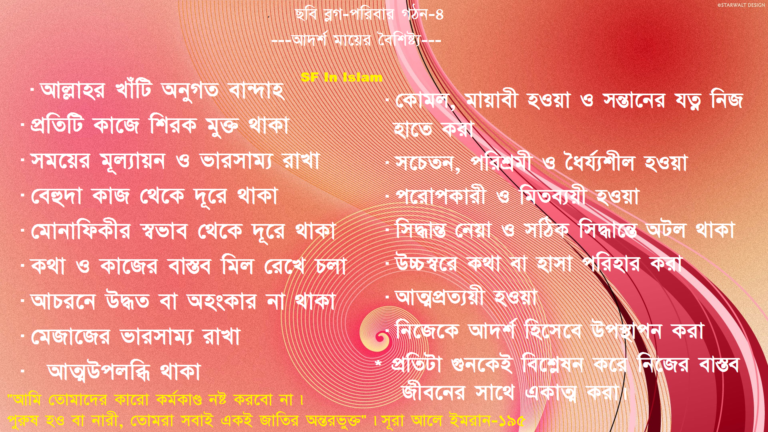 KETARWALT DESIGN
ছবি ব্লগ-পরিবার গঠন-৪
---আদর্শ মায়ের বৈশিষ্ট্য---
SF In Islam
· আল্লাহর খাঁটি অনুগত বান্দাহ
· প্রতিটি কাজে শিরক মুক্ত থাকা
· সময়ের মূল্যায়ন ও ভারসাম্য রাখা
· বেহুদা কাজ থেকে দূরে থাকা
· মোনাফিকীর স্বভাব থেকে দূরে থাকা
· কথা ও কাজের বাস্তব মিল রেখে চলা
· আচরনে উদ্ধত বা অহংকার না থাকা
· মেজাজের ভারসাম্য রাখা
· আত্মউপলব্ধি থাকা
· কোমল, মায়াবী হওয়া ও সন্তানের যত্ন নিজ
হাতে করা
· সচেতন, পরিশ্রমী ও ধৈর্য্যশীল হওয়া
· পরোপকারী ও মিতব্যয়ী হওয়া
· সিদ্ধান্ত নেয়া ও সঠিক সিদ্ধান্তে অটল থাকা
· উচ্চস্বরে কথা বা হাসা পরিহার করা
· আত্মপ্রত্যয়ী হওয়া
· নিজেকে আদর্শ হিসেবে উপস্থাপন করা
* প্রতিটা গুনকেই বিশ্লেষন করে নিজের বাস্তব
জীবনের সাথে একাত্ম করা।
"আমি তোমাদের কারো কর্মকাণ্ড নষ্ট করবো না।
পুরুষ হও বা নারী, তোমরা সবাই একই জাতির অন্তরভুক্ত"। সূরা আলে ইমরান-১৯৫